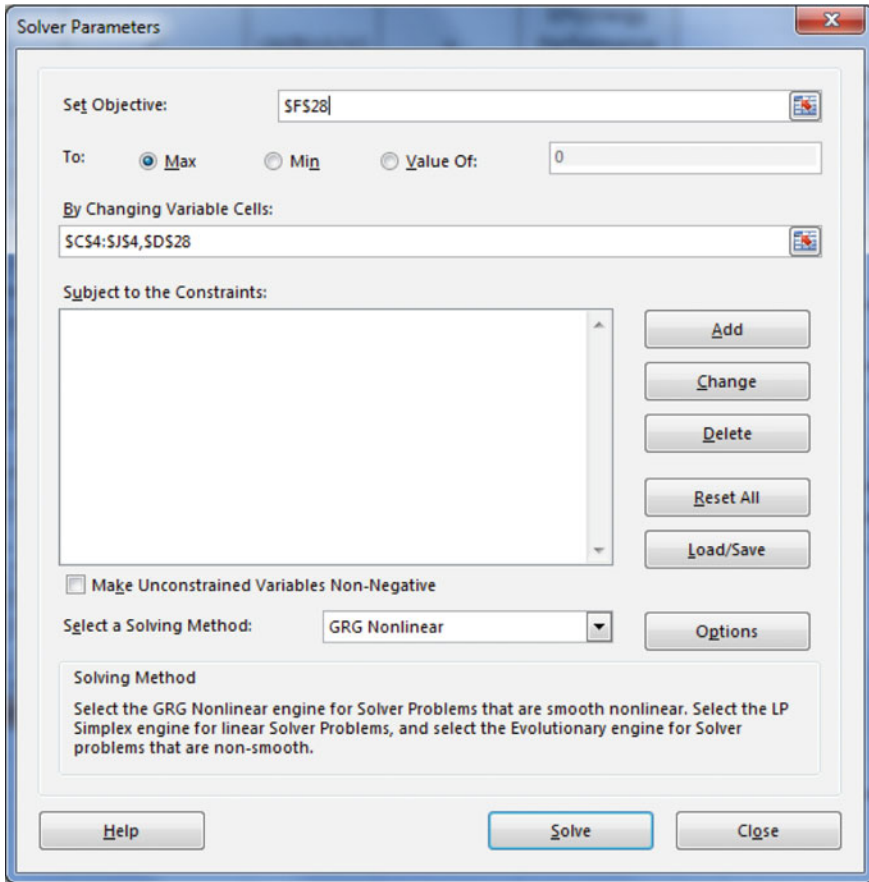 Solver Parameters
Set Objective: $F$28
To: Max Min Value Of: 0
By Changing Variable Cells:
$C$4:$J$4,$D$28
Subject to the Constraints:
Add
Change
Delete
Reset All
Load/Save
Make Unconstrained Variables Non-Negative
Select a Solving Method: GRG Nonlinear Options
Solving Method
Select the GRG Nonlinear engine for Solver Problems that are smooth nonlinear. Select the LP
Simplex engine for linear Solver Problems, and select the Evolutionary engine for Solver
problems that are non-smooth.
Help Solve Close